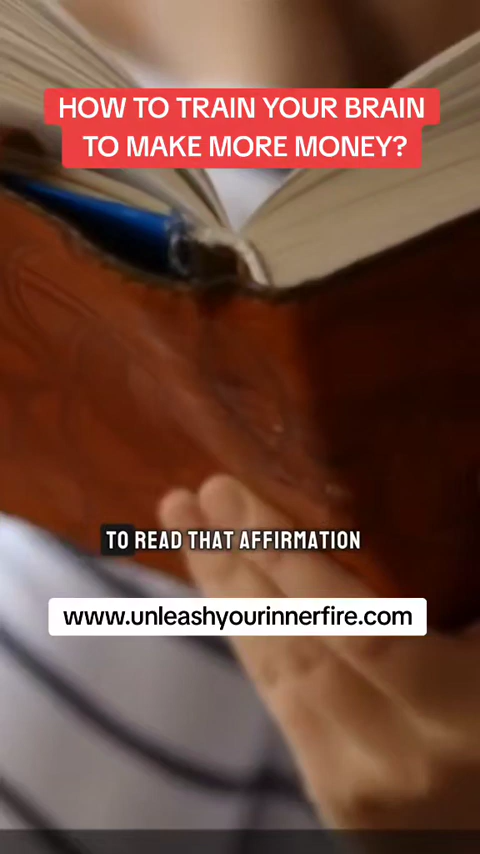 HOW TO TRAIN YOUR BRAIN
TO MAKE MORE MONEY?
TO READ THAT AFFIRMATION
www.unleashyourinnerfire.com